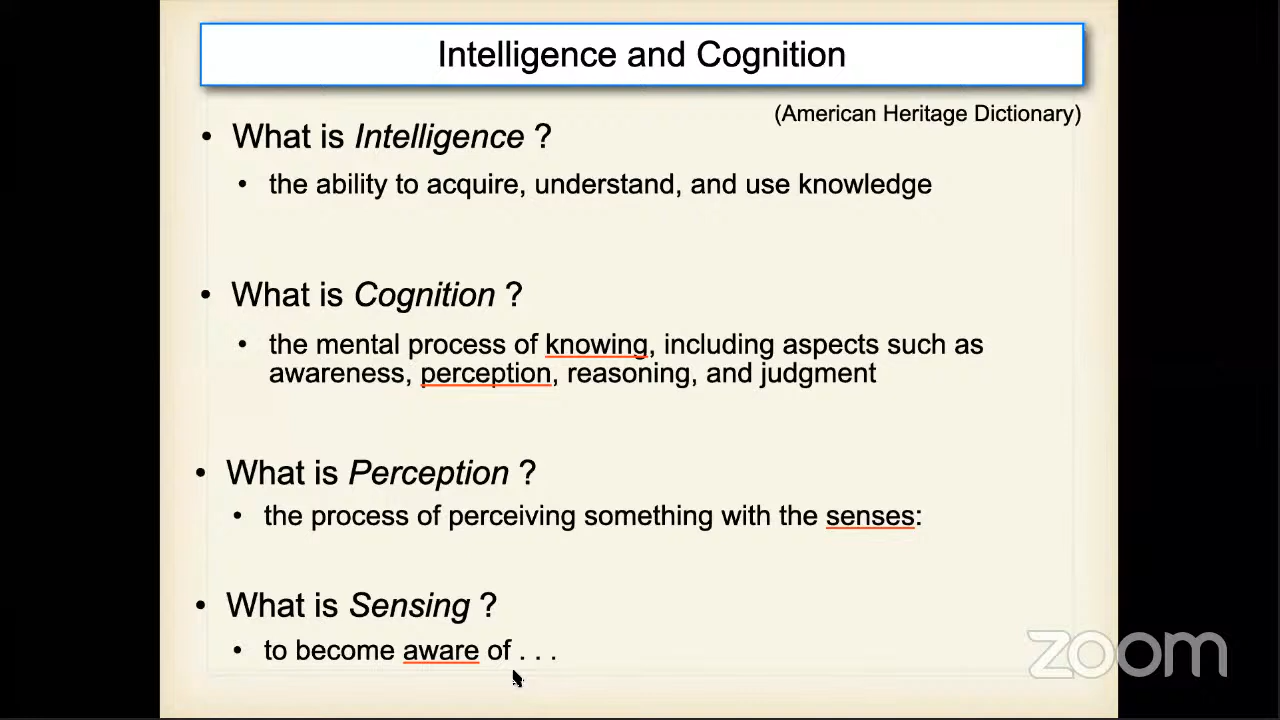 Intelligence and Cognition
(American Heritage Dictionary)
• What is Intelligence ?
• the ability to acquire, understand, and use knowledge
• What is Cognition ?
• the mental process of knowing, including aspects such as
awareness, perception, reasoning, and judgment
• What is Perception ?
• the process of perceiving something with the senses:
• What is Sensing ?
• to become aware of . . .
zoom